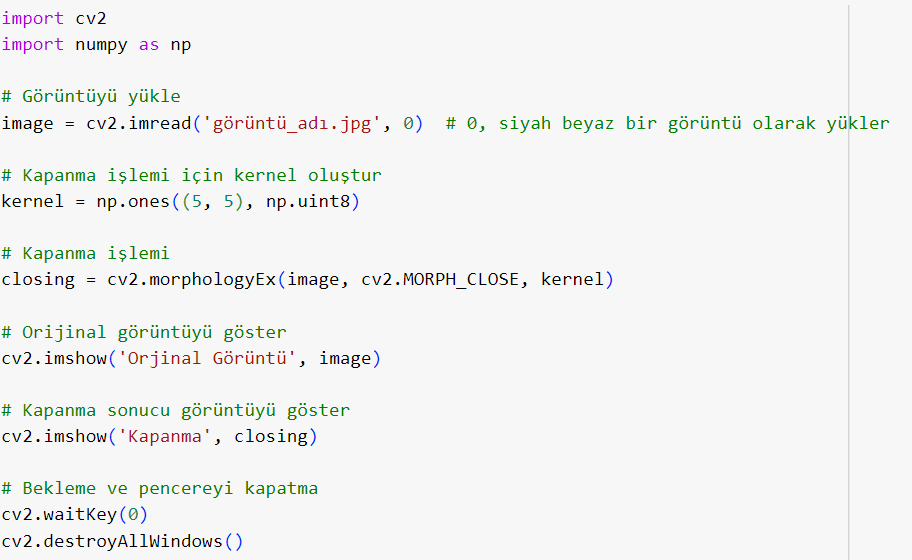 import cv2
import numpy as np
# Görüntüyü yükle
image = cv2.imread('görüntü_adı.jpg', 0)  # 0, siyah beyaz bir görüntü olarak yükler
# Kapanma işlemi için kernel oluştur
kernel = np.ones((5, 5), np.uint8)
# Kapanma işlemi
closing = cv2.morphologyEx(image, cv2.MORPH_CLOSE, kernel)
# Orijinal görüntüyü göster
cv2.imshow('Orjinal Görüntü', image)
# Kapanma sonucu görüntüyü göster
cv2.imshow('Kapanma', closing)
# Bekleme ve pencereyi kapatma
cv2.waitKey(0)
cv2.destroyAllWindows()